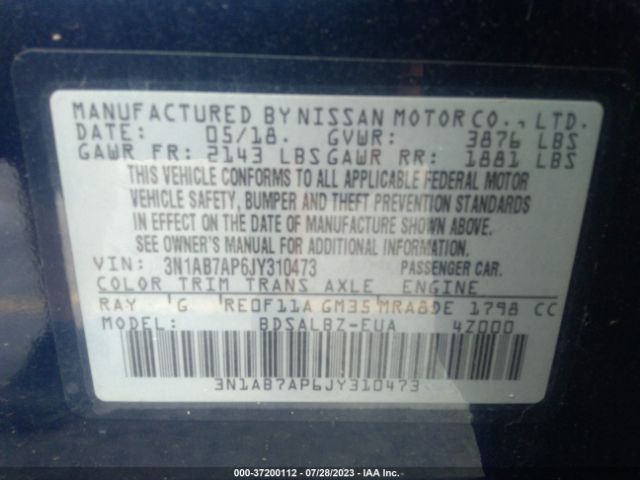 MANUFACTURED BY NISSAN MOTOR CO., LTD.
DATE: 05/18. GVWR: 3876 LBS
GAWR FR: 2143 LBS GAWR RR: 1881 LBS
THIS VEHICLE CONFORMS TO ALL APPLICABLE FEDERAL MOTOR
VEHICLE SAFETY, BUMPER AND THEFT PREVENTION STANDARDS
IN EFFECT ON THE DATE OF MANUFACTURE SHOWN ABOVE.
SEE OWNER'S MANUAL FOR ADDITIONAL INFORMATION.
VIN: 3N1AB7AP6JY310473 PASSENGER CAR.
COLOR TRIM TRANS AXLE ENGINE
RAY G RE0F11A GM35 MRA8DE 1798 CC
MODEL: BDSALBZ-EUA 4Z000
3N1AB7AP6JY310473
000-37200112 - 07/28/2023 - IAA Inc.